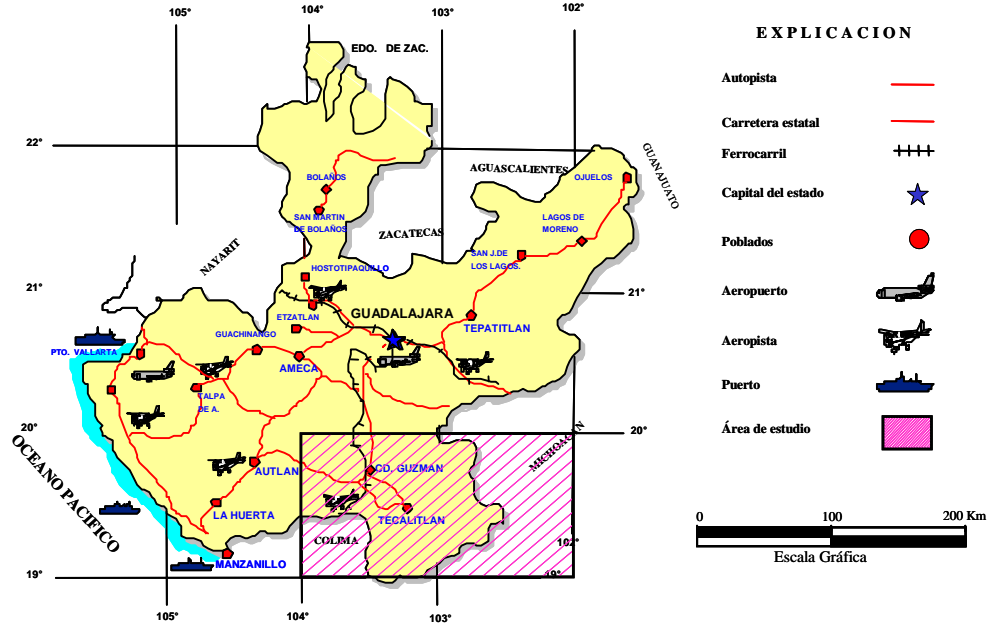 105°
104°
103°
102°
EDO. DE ZAC.
22°
AGUASCALIENTES
GUANAJUATO
BOLAÑOS
OJUELOS
SAN MARTIN
DE BOLAÑOS
LAGOS DE
MORENO
ZACATECAS
NAYARIT
SAN J.DE
LOS LAGOS.
HOSTOTIPAQUILLO
21°
21°
ETZATLAN
GUADALAJARA
TEPATITLAN
GUACHINANGO
PTO. VALLARTA
AMECA
TALPA
DE A.
20°
20°
OCEANO PACIFICO
MICHOACAN
AUTLAN
CD. GUZMAN
LA HUERTA
TECALITLAN
COLIMA
102°
MANZANILLO
19°
19°
105°
104°
103°
EXPLICACION
Autopista
Carretera estatal
Ferrocarril
Capital del estado
Poblados
Aeropuerto
Aeropista
Puerto
Área de estudio
0
100
200 Km
Escala Gráfica